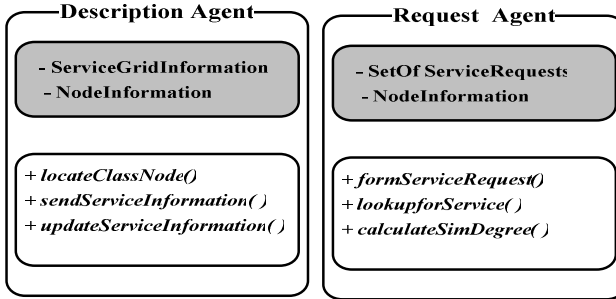 Description Agent
- ServiceGridInformation
- NodeInformation
+ locateClassNode()
+ sendServiceInformation( )
+ updateServiceInformation( )
Request Agent
- SetOf ServiceRequests
- NodeInformation
+ formServiceRequest()
+ lookupforService( )
+ calculateSimDegree( )